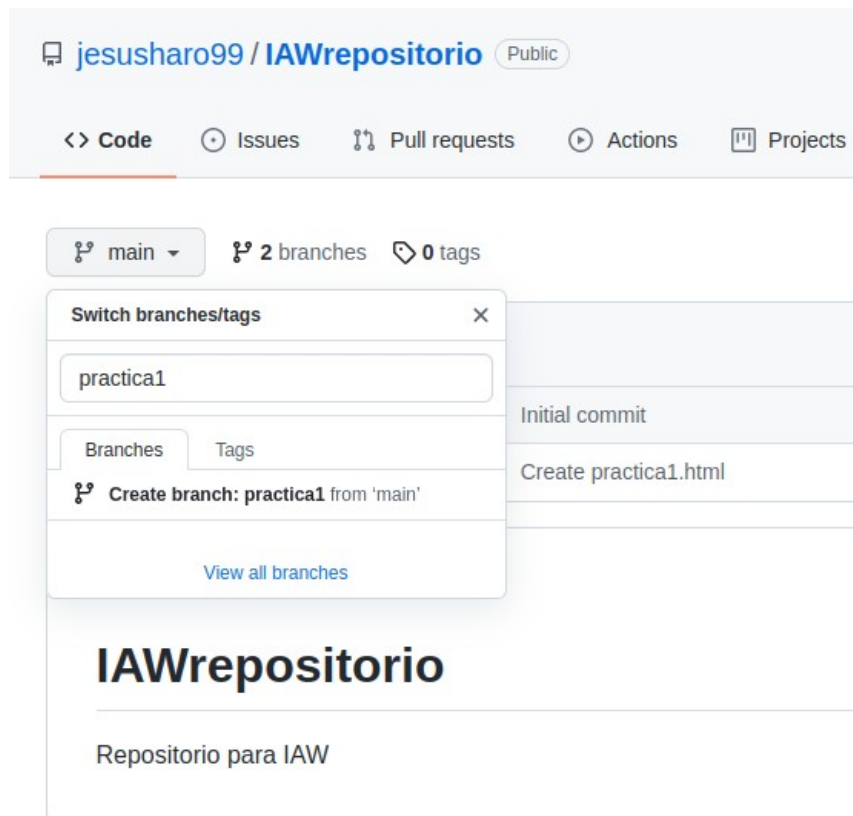 jesusharo99 / IAWrepositorio Public
Code Issues Pull requests Actions Projects
main 2 branches 0 tags
Switch branches/tags
practica1
Initial commit
Branches Tags
Create practica1.html
Create branch: practica1 from ‘main’
View all branches
IAWrepositorio
Repositorio para IAW